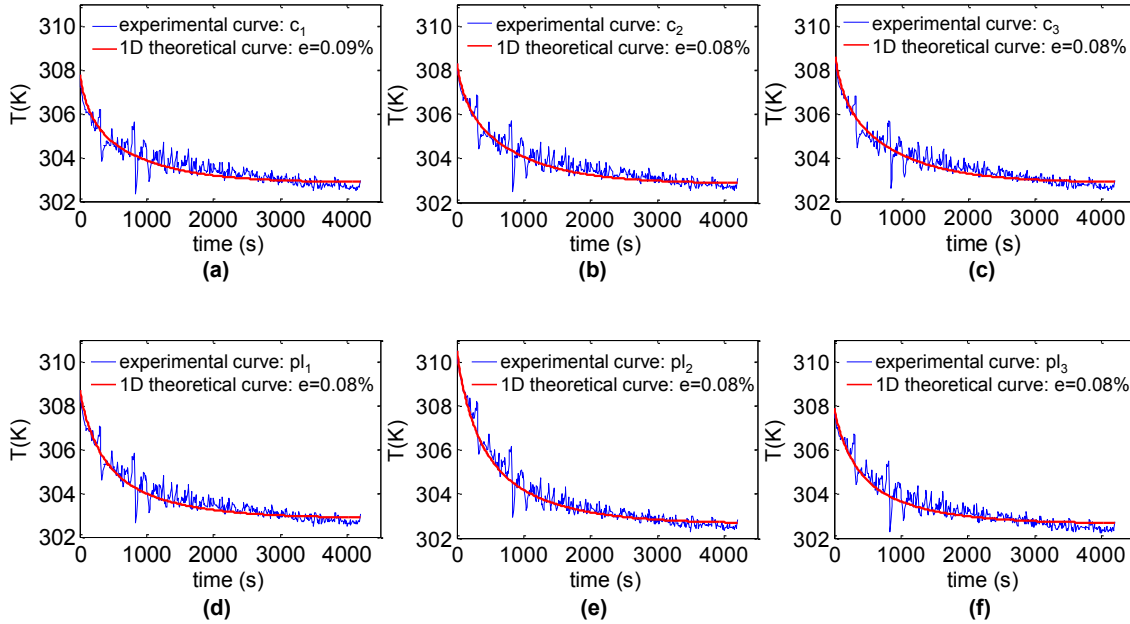 310
308
306
304
302
T(K)
experimental curve: c1
1D theoretical curve: e=0.09%
0 1000 2000 3000 4000
time (s)
(a)
310
308
306
304
302
T(K)
experimental curve: c2
1D theoretical curve: e=0.08%
0 1000 2000 3000 4000
time (s)
(b)
310
308
306
304
302
T(K)
experimental curve: c3
1D theoretical curve: e=0.08%
0 1000 2000 3000 4000
time (s)
(c)
310
308
306
304
302
T(K)
experimental curve: pl1
1D theoretical curve: e=0.08%
0 1000 2000 3000 4000
time (s)
(d)
310
308
306
304
302
T(K)
experimental curve: pl2
1D theoretical curve: e=0.08%
0 1000 2000 3000 4000
time (s)
(e)
310
308
306
304
302
T(K)
experimental curve: pl3
1D theoretical curve: e=0.08%
0 1000 2000 3000 4000
time (s)
(f)